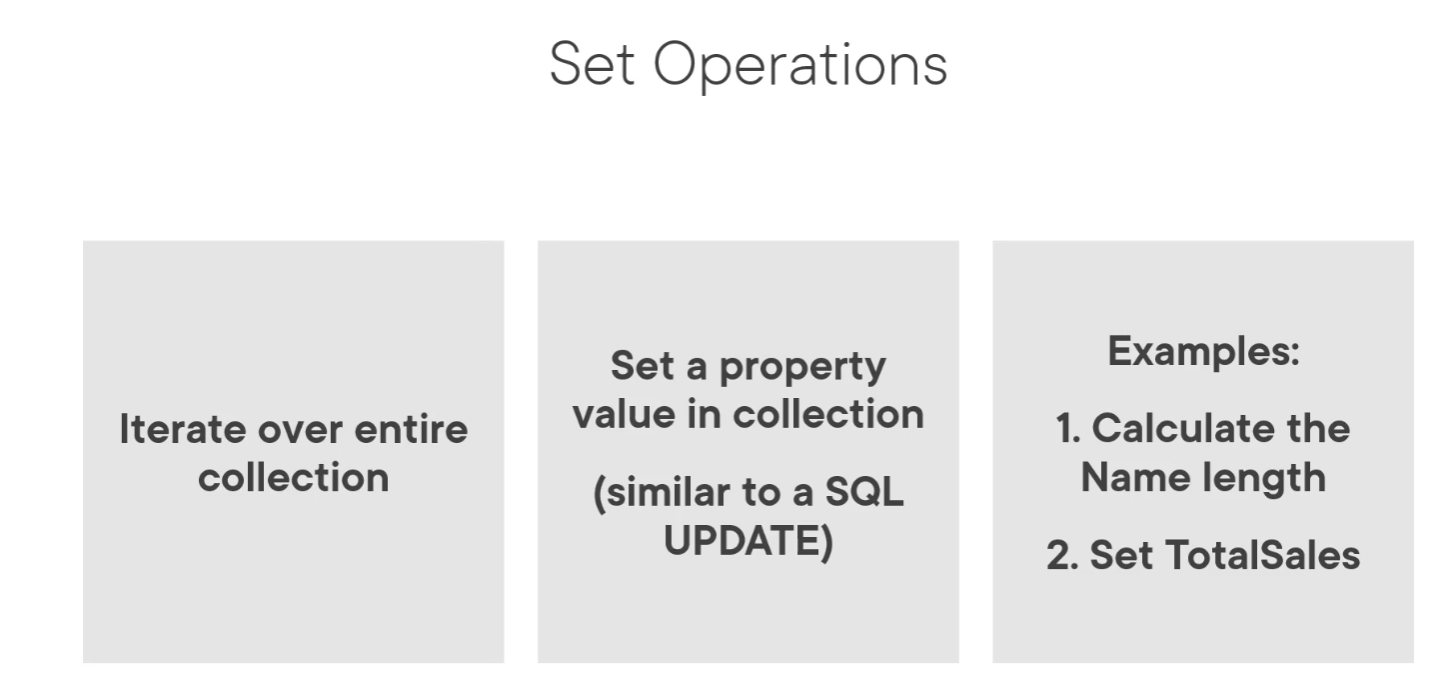 Set Operations
Iterate over entire
collection
Set a property
value in collection
(similar to a SQL
UPDATE)
Examples:
1. Calculate the
Name length
2. Set TotalSales